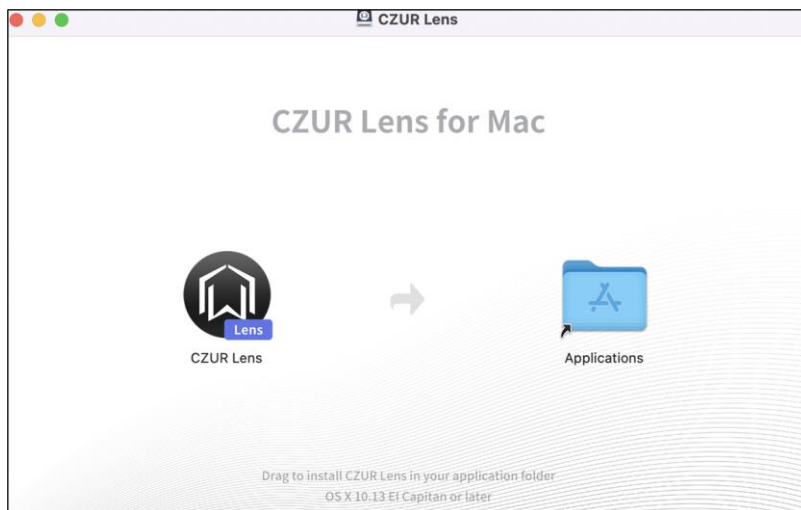 CZUR Lens
CZUR Lens for Mac
Lens
CZUR Lens
Applications
Drag to install CZUR Lens in your application folder
OS X 10.13 EI Capitan or later